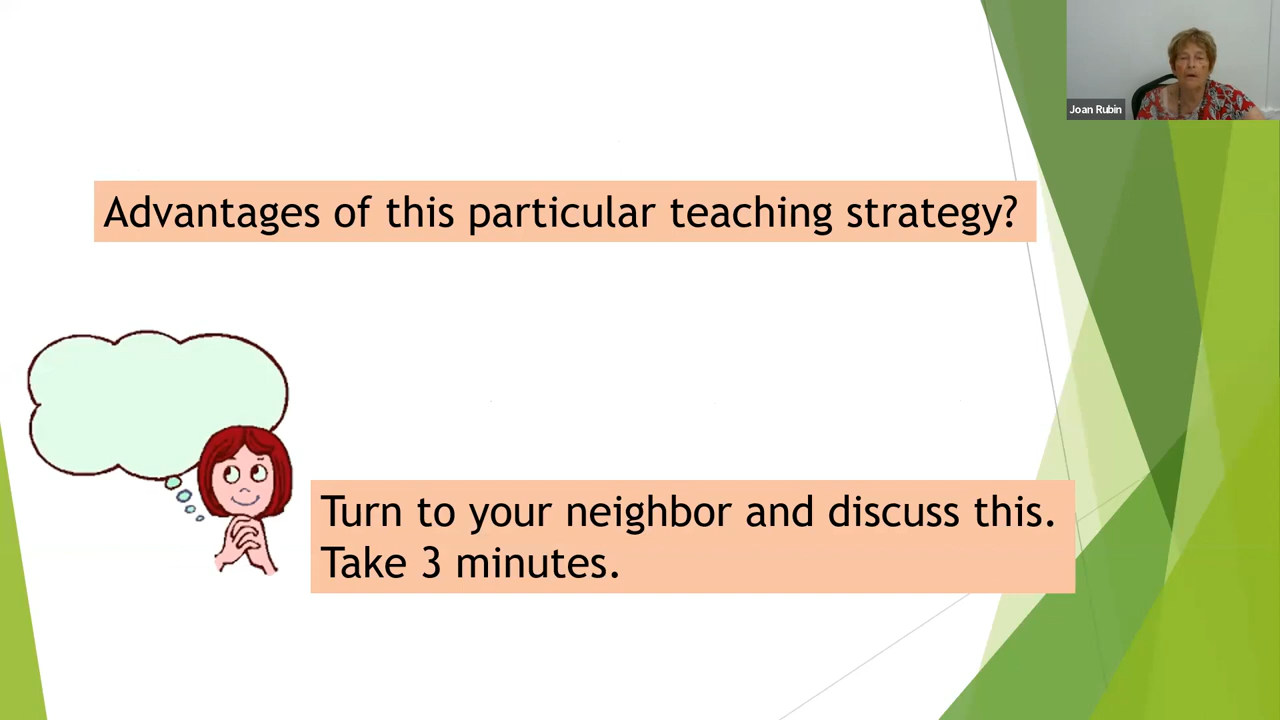 Joan Rubin
Advantages of this particular teaching strategy?
Turn to your neighbor and discuss this.
Take 3 minutes.